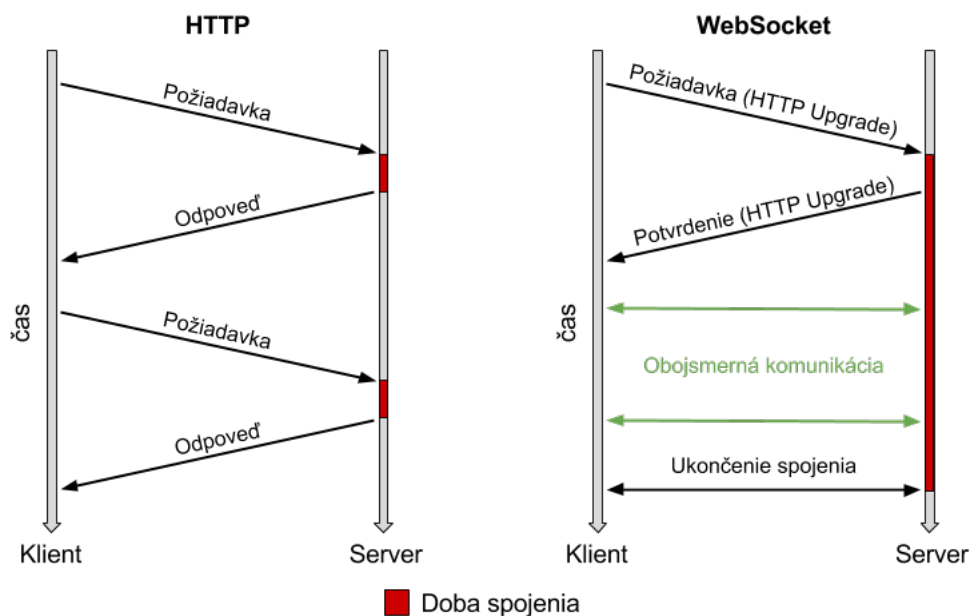 HTTP
Požiadavka
Odpoveď
Požiadavka
Odpoveď
čas
Klient
Server
WebSocket
Požiadavka (HTTP Upgrade)
Potvrdenie (HTTP Upgrade)
Obojsmerná komunikácia
Ukončenie spojenia
čas
Klient
Server
Doba spojenia